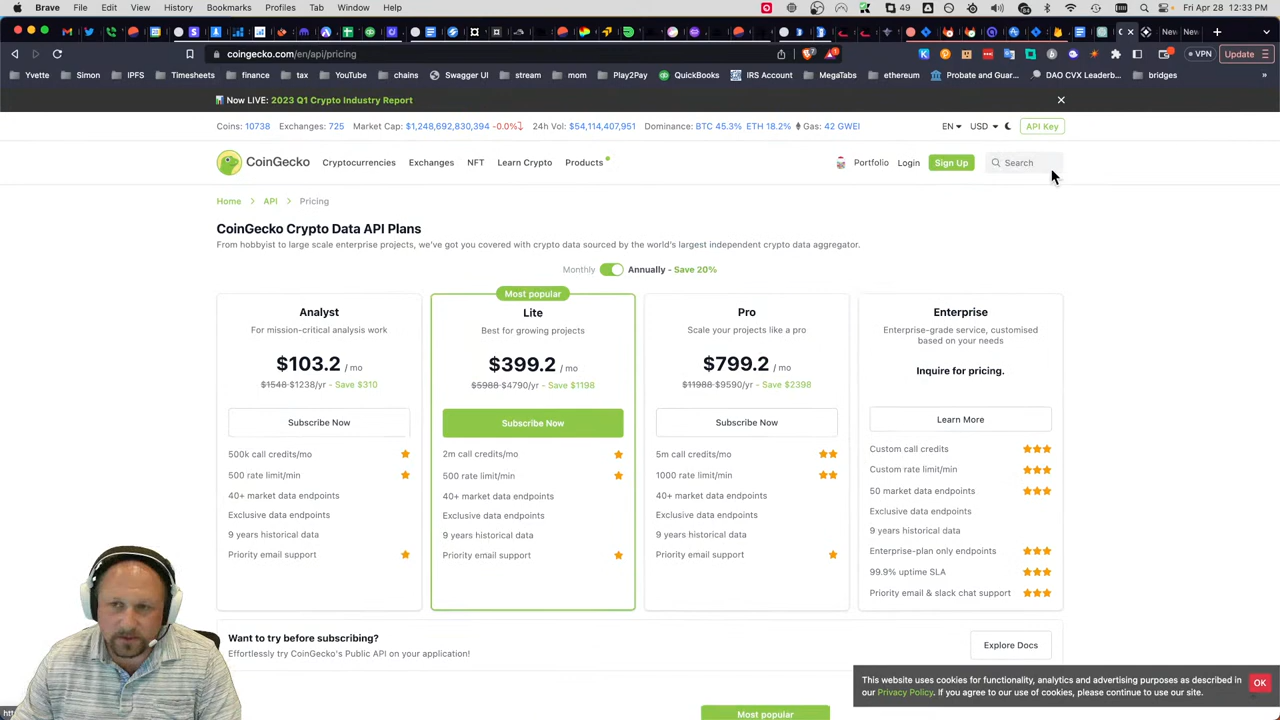 Brave File Edit View History Bookmarks Profiles Tab Window Help 49 Fri Apr 28 12:33 PM
New New
coingecko.com/en/api/pricing VPN Update
Yvette Simon IPFS Timesheets finance tax YouTube chains Swagger UI stream mom Play2Pay QuickBooks IRS Account MegaTabs ethereum Probate and Guar... DAO CVX Leaderb... bridges »
Now LIVE: 2023 Q1 Crypto Industry Report
Coins: 10738 Exchanges: 725 Market Cap: $1,248,692,830,394 -0.0% 24h Vol: $54,114,407,951 Dominance: BTC 45.3% ETH 18.2% Gas: 42 GWEI EN USD API Key
CoinGecko Cryptocurrencies Exchanges NFT Learn Crypto Products Portfolio Login Sign Up Search
Home > API > Pricing
CoinGecko Crypto Data API Plans
From hobbyist to large scale enterprise projects, we've got you covered with crypto data sourced by the world's largest independent crypto data aggregator.
Monthly Annually - Save 20%
Analyst
For mission-critical analysis work
$103.2 / mo
$1548 $1238/yr - Save $310
Subscribe Now
500k call credits/mo
500 rate limit/min
40+ market data endpoints
Exclusive data endpoints
9 years historical data
Priority email support
Most popular
Lite
Best for growing projects
$399.2 / mo
$5988 $4790/yr - Save $1198
Subscribe Now
2m call credits/mo
500 rate limit/min
40+ market data endpoints
Exclusive data endpoints
9 years historical data
Priority email support
Pro
Scale your projects like a pro
$799.2 / mo
$11988 $9590/yr - Save $2398
Subscribe Now
5m call credits/mo
1000 rate limit/min
40+ market data endpoints
Exclusive data endpoints
9 years historical data
Priority email support
Enterprise
Enterprise-grade service, customised
based on your needs
Inquire for pricing.
Learn More
Custom call credits
Custom rate limit/min
50 market data endpoints
Exclusive data endpoints
9 years historical data
Enterprise-plan only endpoints
99.9% uptime SLA
Priority email & slack chat support
Want to try before subscribing?
Effortlessly try CoinGecko's Public API on your application!
Explore Docs
This website uses cookies for functionality, analytics and advertising purposes as described in
our Privacy Policy. If you agree to our use of cookies, please continue to use our site.
OK
Most popular